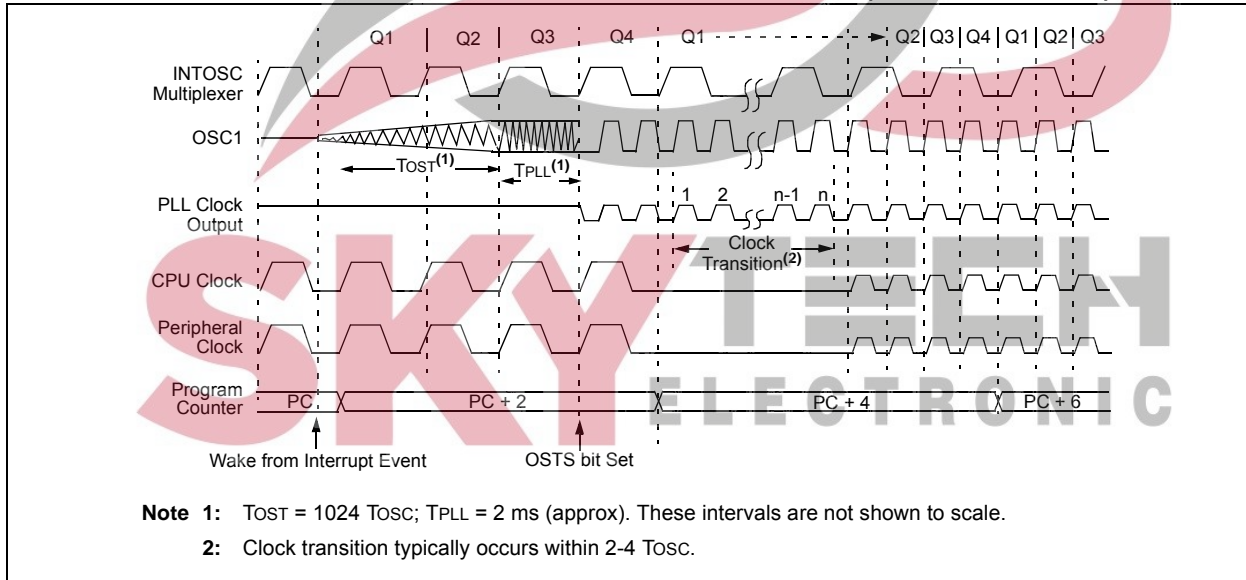 Q1 Q2 Q3 Q4 Q1 Q2 Q3 Q4 Q1 Q2 Q3
INTOSC
Multiplexer
OSC1
TOST(1) TPLL(1)
1 2 n-1 n
PLL Clock
Output
Clock
Transition(2)
CPU Clock
Peripheral
Clock
Program
Counter
PC PC + 2 PC + 4 PC + 6
Wake from Interrupt Event OSTS bit Set
SKYTECH
ELECTRONIC
Note 1: TOST = 1024 TOSC; TPLL = 2 ms (approx). These intervals are not shown to scale.
2: Clock transition typically occurs within 2-4 TOSC.